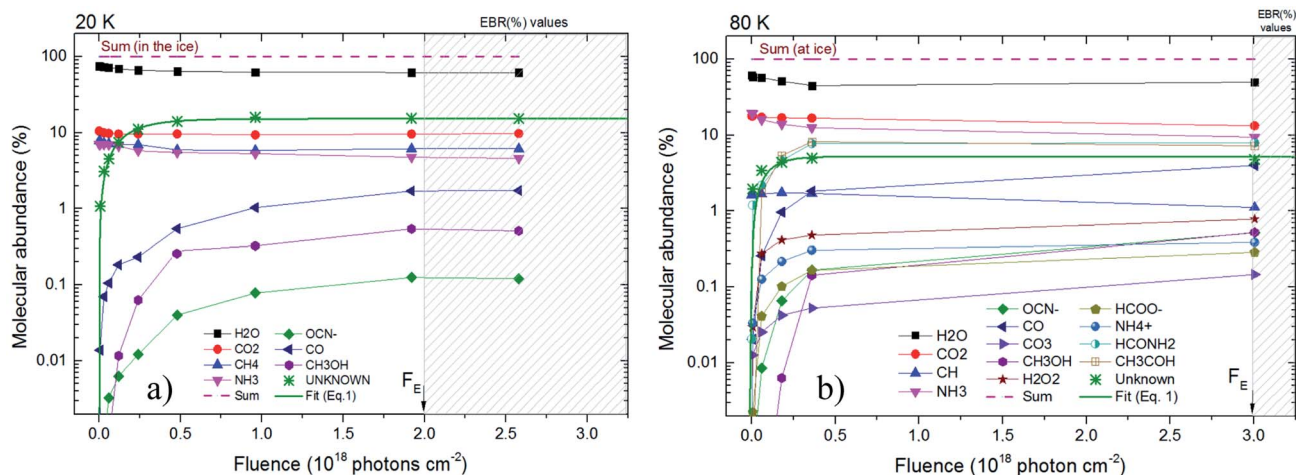 20 K
EBR(%) values
Sum (in the ice)
100
10
1
0.1
0.01
Molecular abundance (%)
H2O
CO2
CH4
NH3
Sum
OCN-
CO
CH3OH
UNKNOWN
Fit (Eq.1)
a)
F_E
0.0 0.5 1.0 1.5 2.0 2.5 3.0
Fluence (10^18 photons cm^-2)
80 K
EBR(%)
values
Sum (at ice)
100
10
1
0.1
0.01
Molecular abundance (%)
H2O
CO2
CH
NH3
OCN-
CO
CO3
CH3OH
H2O2
Sum
HCOO-
NH4+
HCONH2
CH3COH
Unknown
Fit (Eq. 1)
b)
F_E
0.0 0.5 1.0 1.5 2.0 2.5 3.0
Fluence (10^18 photon cm^-2)